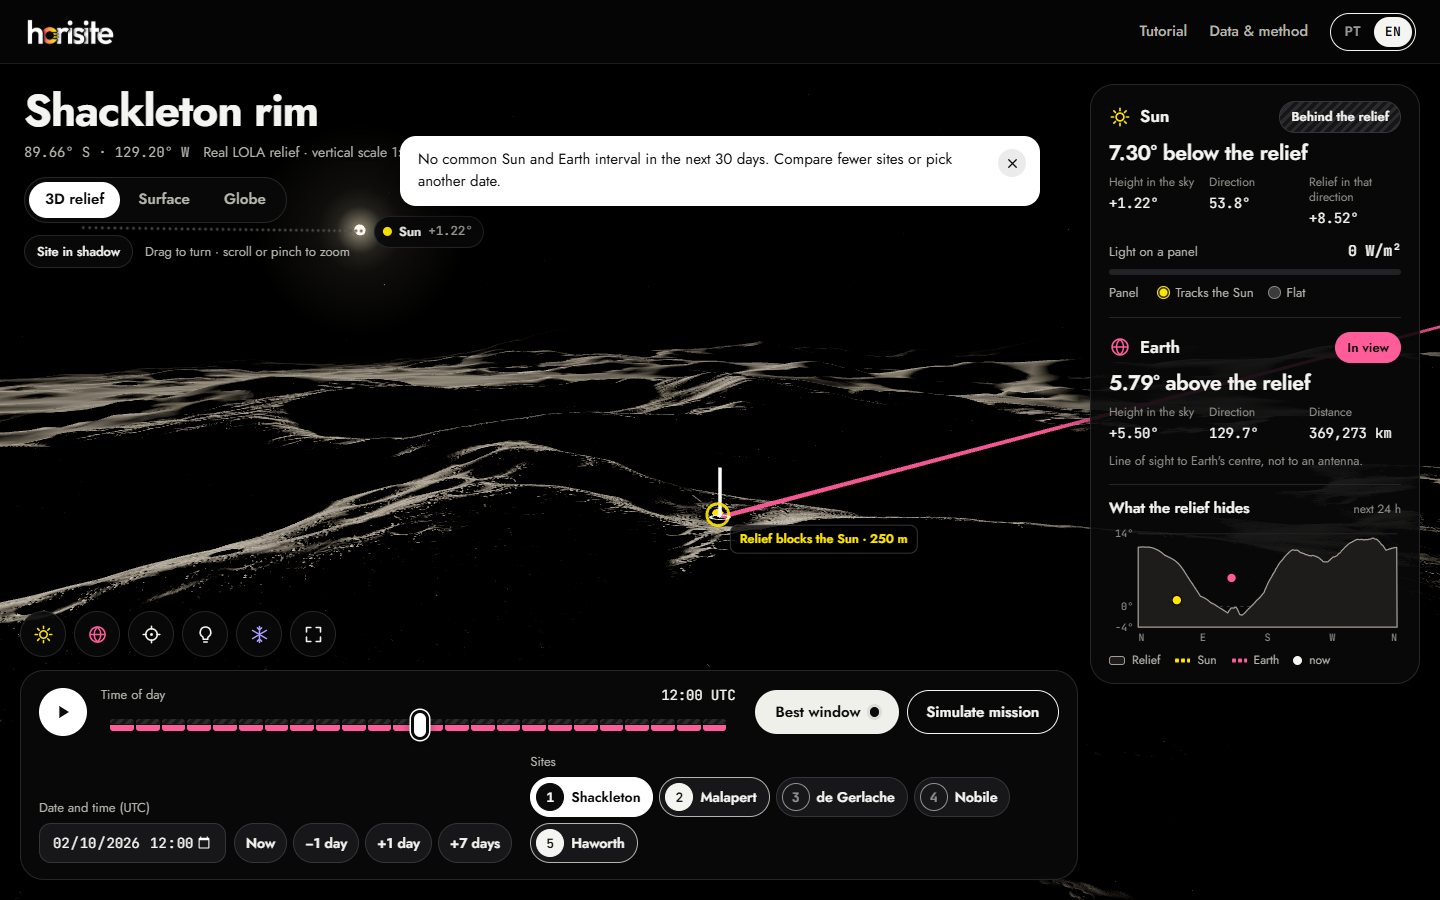 horisite
Tutorial
Data & method
PT
EN
Shackleton rim
89.66° S · 129.20° W Real LOLA relief · vertical scale 1:
No common Sun and Earth interval in the next 30 days. Compare fewer sites or pick
another date.
3D relief
Surface
Globe
Sun +1.22°
Site in shadow
Drag to turn · scroll or pinch to zoom
Relief blocks the Sun · 250 m
Sun
Behind the relief
7.30° below the relief
Height in the sky
Direction
Relief in that
direction
+1.22°
53.8°
+8.52°
Light on a panel
0 W/m²
Panel
Tracks the Sun
Flat
Earth
In view
5.79° above the relief
Height in the sky
Direction
Distance
+5.50°
129.7°
369,273 km
Line of sight to Earth's centre, not to an antenna.
What the relief hides
next 24 h
14°
0°
-4°
N E S W N
Relief
Sun
Earth
now
Time of day
12:00 UTC
Best window
Simulate mission
Date and time (UTC)
02/10/2026 12:00
Now
−1 day
+1 day
+7 days
Sites
1 Shackleton
2 Malapert
3 de Gerlache
4 Nobile
5 Haworth